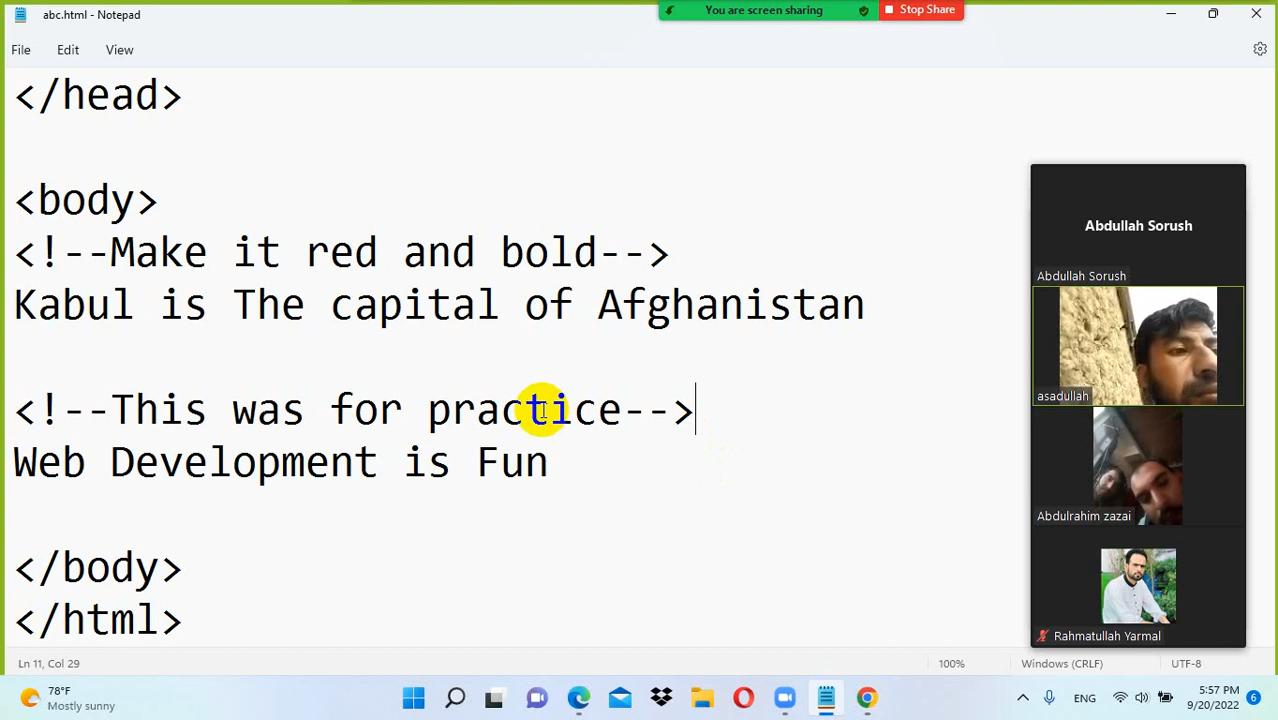 abc.html - Notepad
You are screen sharing
Stop Share
File Edit View
</head>
<body>
<!--Make it red and bold-->
Kabul is The capital of Afghanistan
<!--This was for practice-->
Web Development is Fun
</body>
</html>
Abdullah Sorush
Abdullah Sorush
asadullah
Abdulrahim zazai
Rahmatullah Yarmal
Ln 11, Col 29
100%
Windows (CRLF)
UTF-8
78°F
Mostly sunny
ENG
5:57 PM
9/20/2022
6